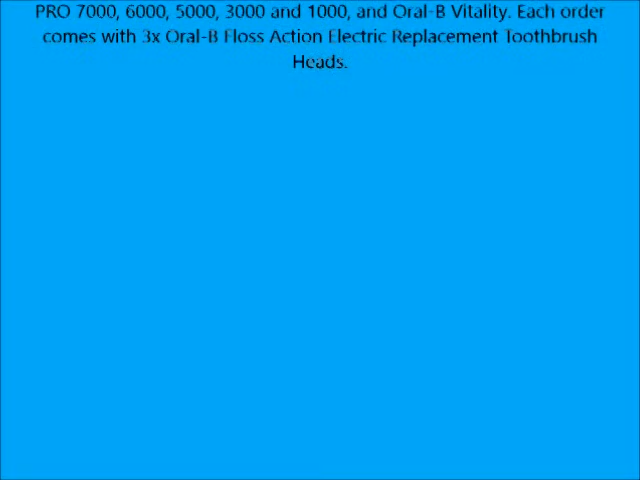 PRO 7000, 6000, 5000, 3000 and 1000, and Oral-B Vitality. Each order
comes with 3x Oral-B Floss Action Electric Replacement Toothbrush
Heads.